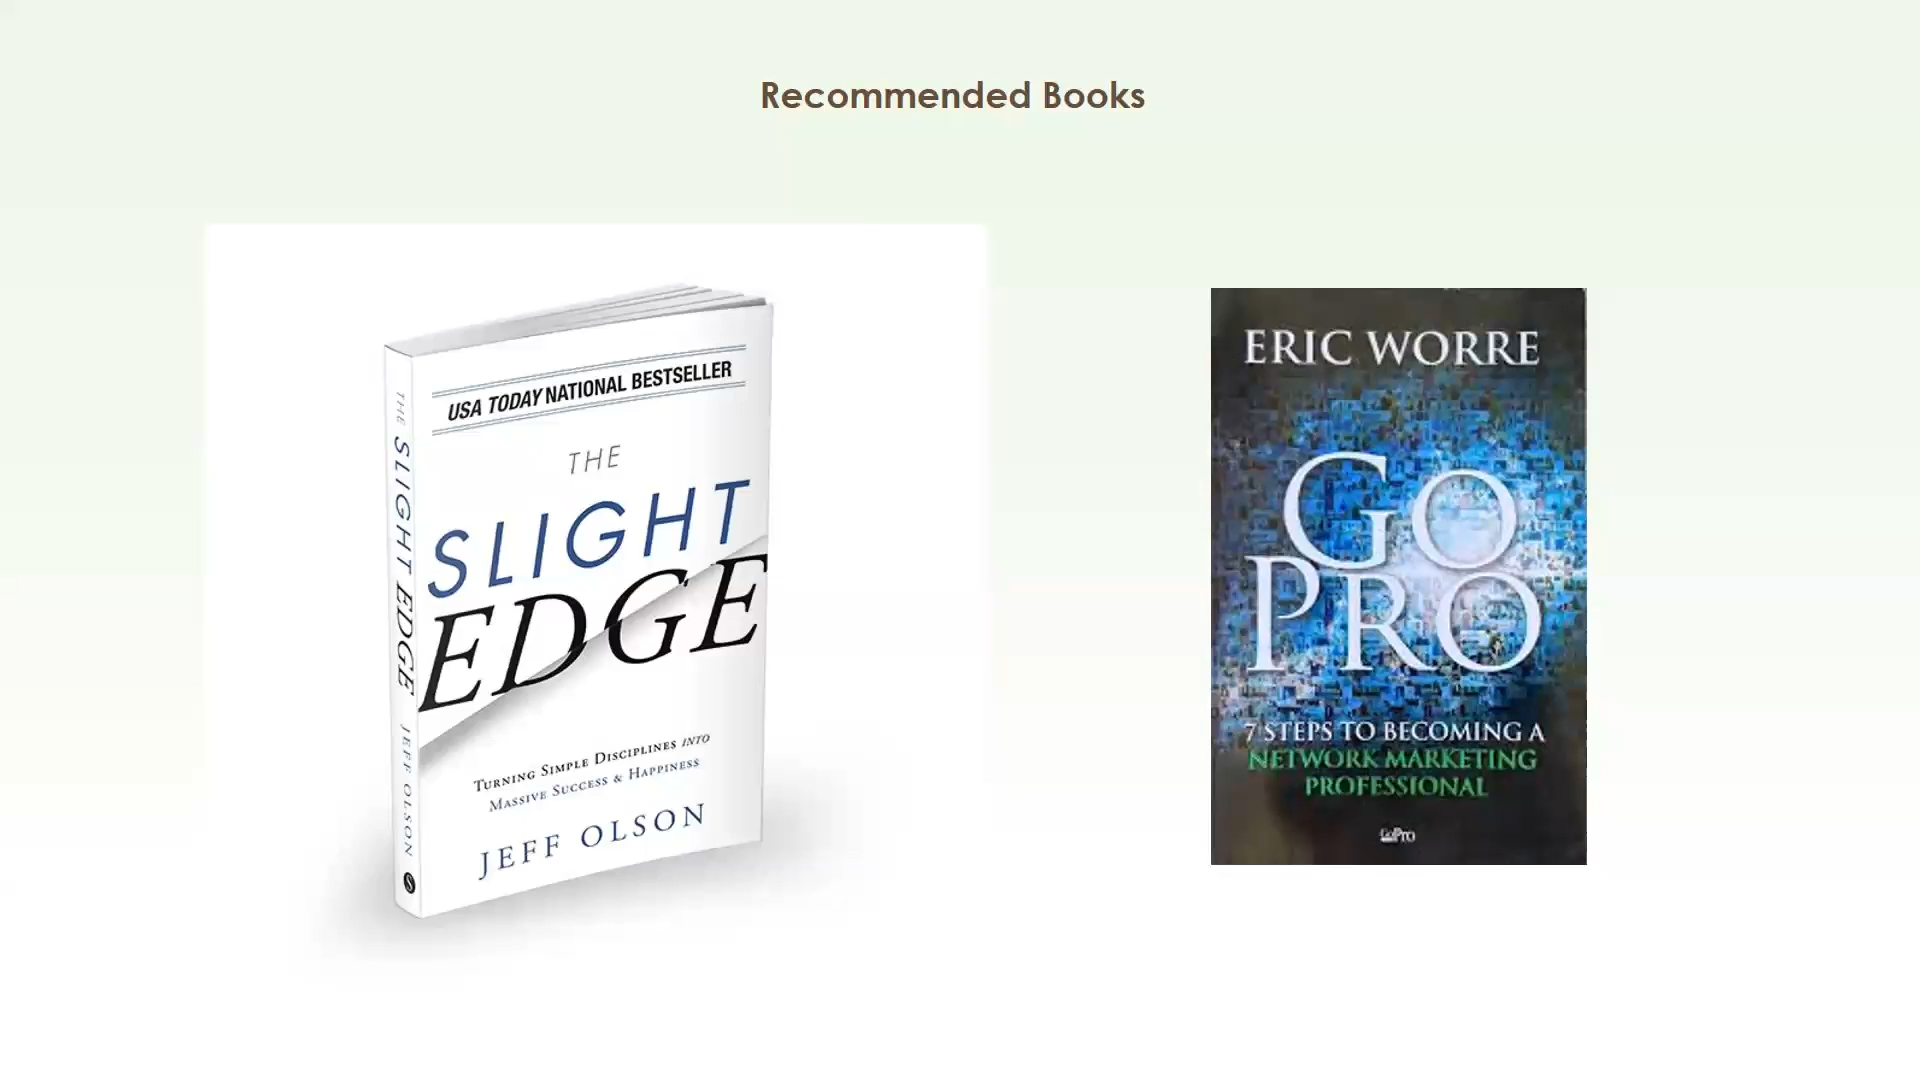 Recommended Books
USA TODAY NATIONAL BESTSELLER
THE
SLIGHT
EDGE
TURNING SIMPLE DISCIPLINES INTO
MASSIVE SUCCESS & HAPPINESS
JEFF OLSON
THE SLIGHT EDGE JEFF OLSON
ERIC WORRE
GO
PRO
7 STEPS TO BECOMING A
NETWORK MARKETING
PROFESSIONAL
GoPro